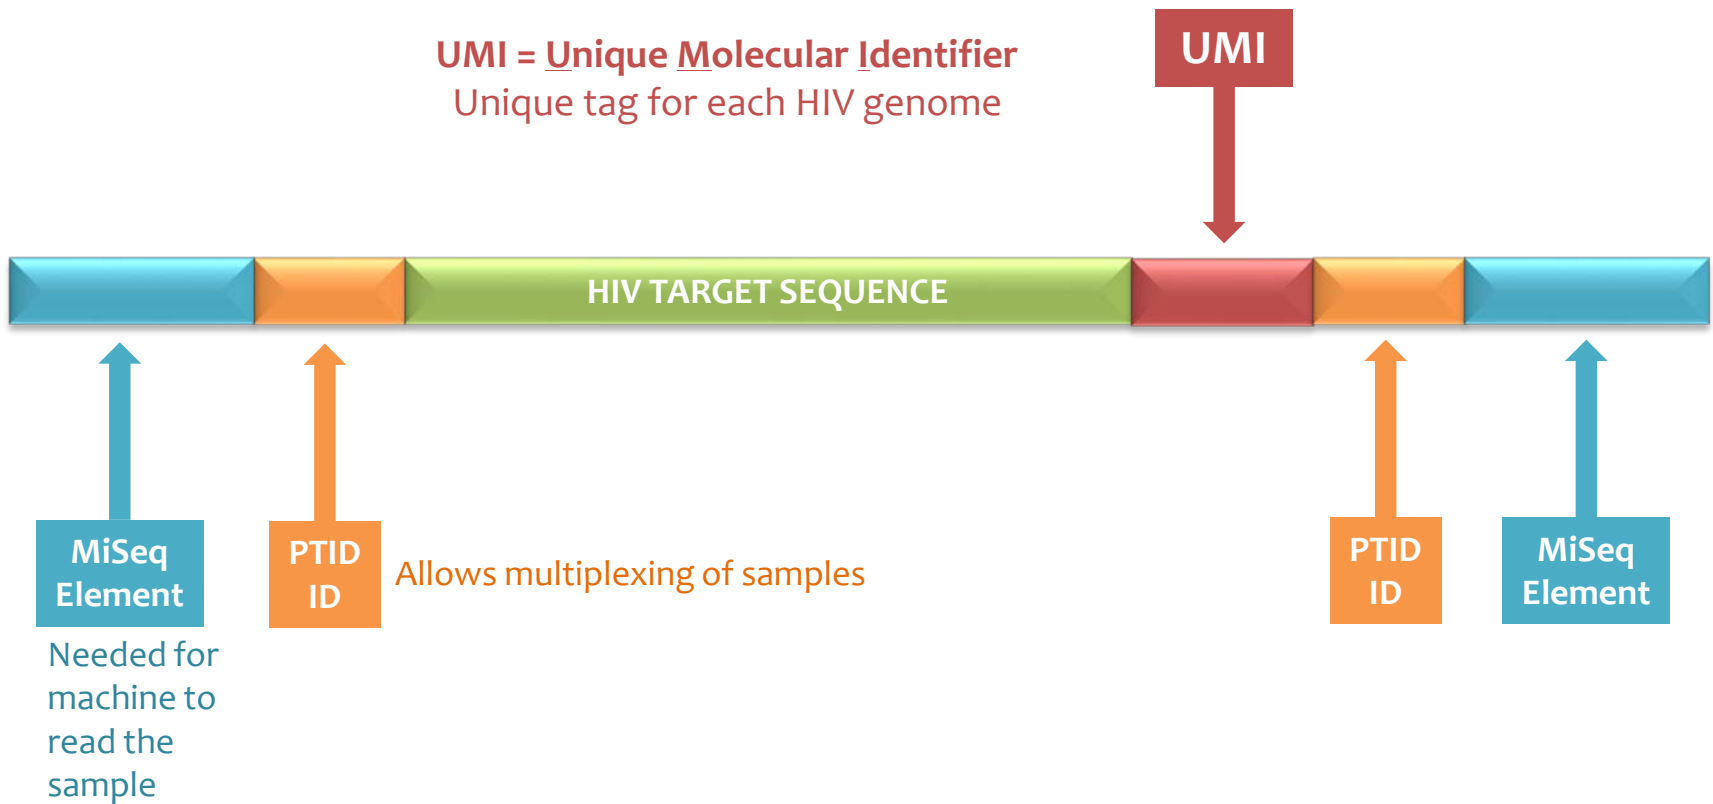 UMI = Unique Molecular Identifier
Unique tag for each HIV genome
UMI
HIV TARGET SEQUENCE
MiSeq
Element
Needed for
machine to
read the
sample
PTID
ID
Allows multiplexing of samples
PTID
ID
MiSeq
Element